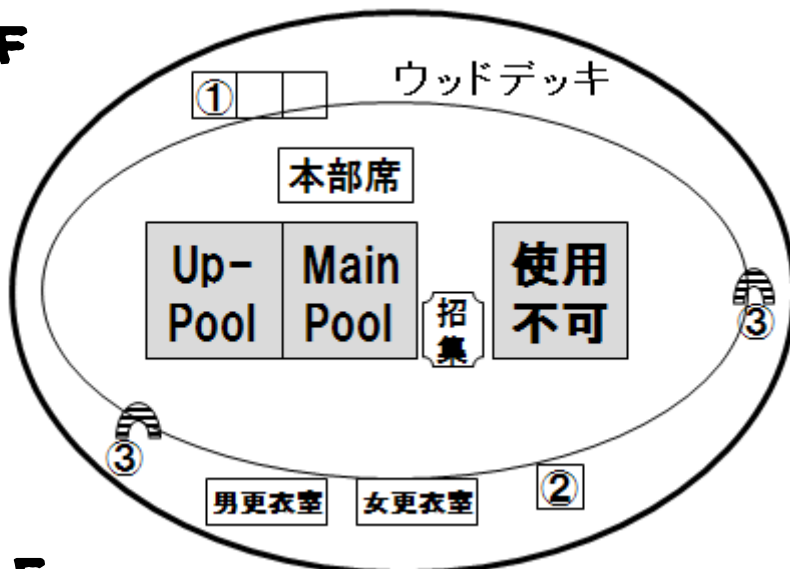 F
ウッドデッキ
①
本部席
Up-
Pool
Main
Pool
招
集
使用
不可
③
③
男更衣室
女更衣室
②
F